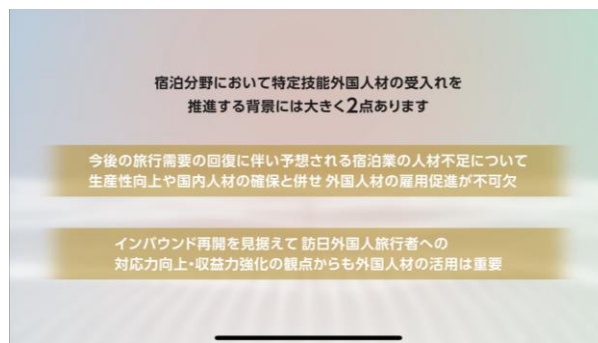 宿泊分野において特定技能外国人材の受入れを
推進する背景には大きく2点あります
今後の旅行需要の回復に伴い予想される宿泊業の人材不足について
生産性向上や国内人材の確保と併せ 外国人材の雇用促進が不可欠
インバウンド再開を見据えて 訪日外国人旅行者への
対応力向上・収益力強化の観点からも外国人材の活用は重要